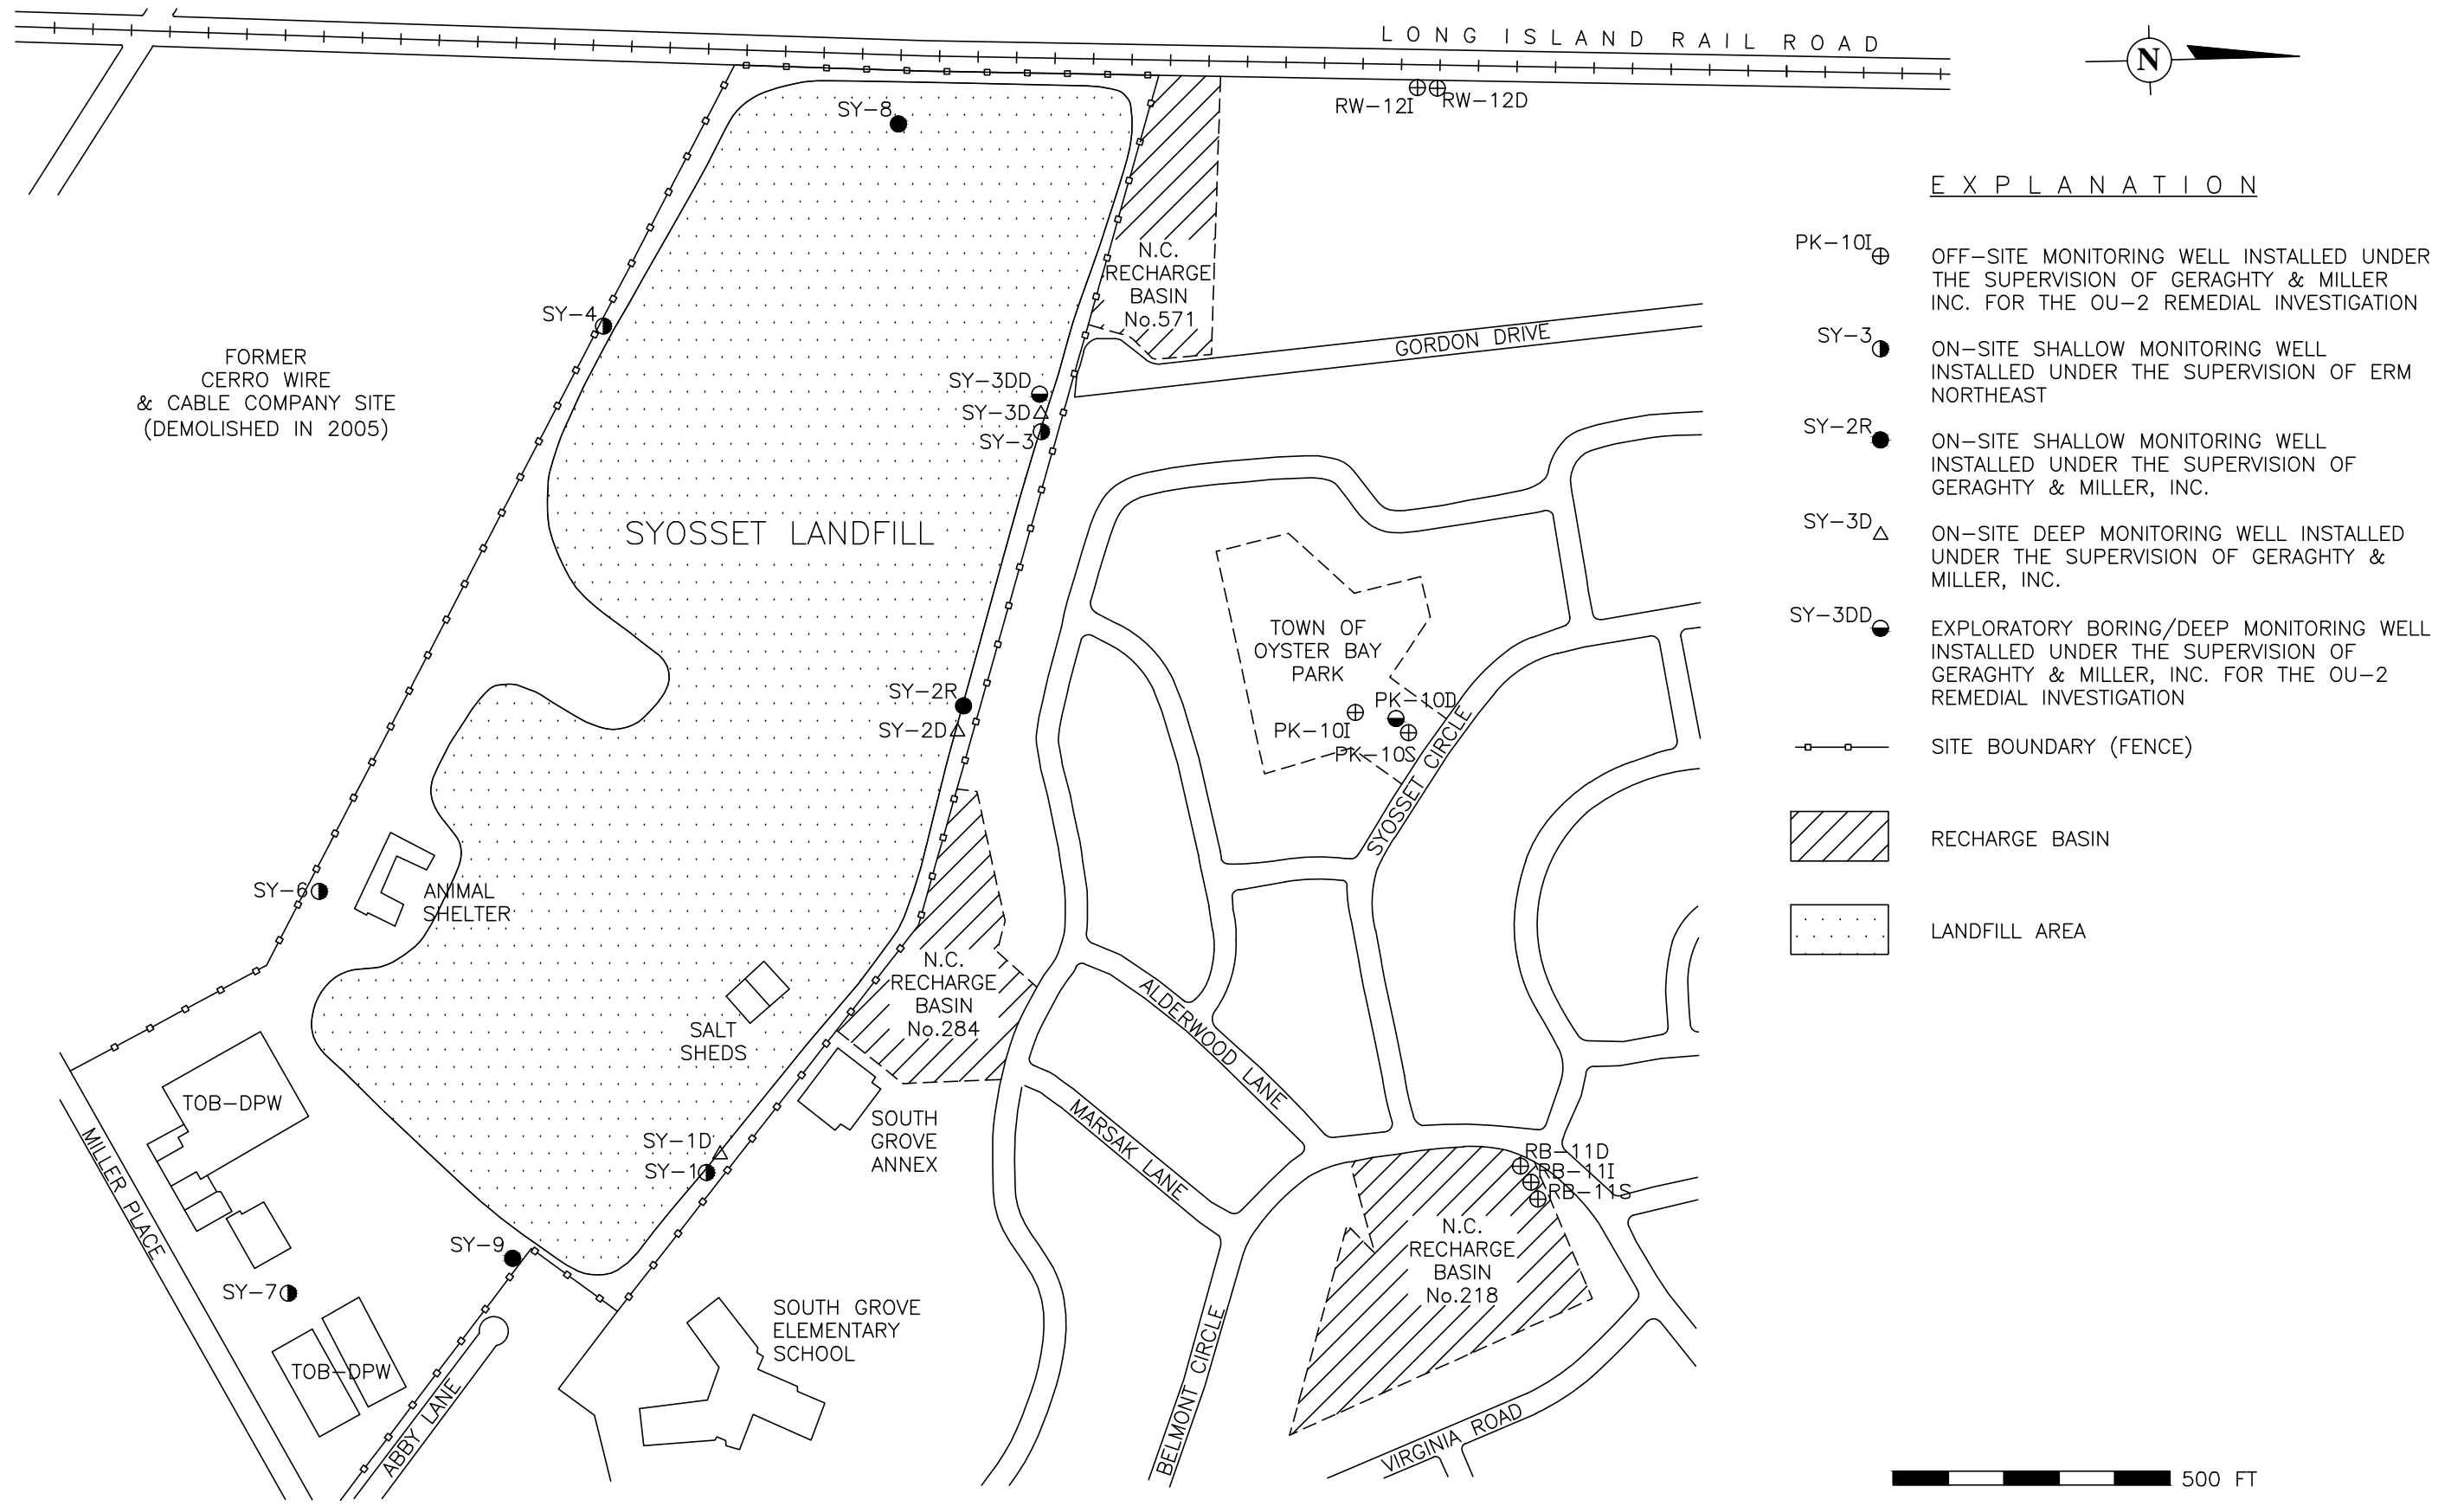 LONG ISLAND RAIL ROAD
N
RW-12I
RW-12D
SY-8
EXPLANATION
PK-10I
OFF-SITE MONITORING WELL INSTALLED UNDER
THE SUPERVISION OF GERAGHTY & MILLER
INC. FOR THE OU-2 REMEDIAL INVESTIGATION
SY-3
ON-SITE SHALLOW MONITORING WELL
INSTALLED UNDER THE SUPERVISION OF ERM
NORTHEAST
SY-2R
ON-SITE SHALLOW MONITORING WELL
INSTALLED UNDER THE SUPERVISION OF
GERAGHTY & MILLER, INC.
SY-3D
ON-SITE DEEP MONITORING WELL INSTALLED
UNDER THE SUPERVISION OF GERAGHTY &
MILLER, INC.
SY-3DD
EXPLORATORY BORING/DEEP MONITORING WELL
INSTALLED UNDER THE SUPERVISION OF
GERAGHTY & MILLER, INC. FOR THE OU-2
REMEDIAL INVESTIGATION
SITE BOUNDARY (FENCE)
RECHARGE BASIN
LANDFILL AREA
N.C.
RECHARGE
BASIN
No.571
SY-4
GORDON DRIVE
FORMER
CERRO WIRE
& CABLE COMPANY SITE
(DEMOLISHED IN 2005)
SY-3DD
SY-3D
SY-3
SYOSSET LANDFILL
TOWN OF
OYSTER BAY
PARK
SY-2R
SY-2D
PK-10D
PK-10I
PK-10S
SYOSSET CIRCLE
SY-6
ANIMAL
SHELTER
N.C.
RECHARGE
BASIN
No.284
SALT
SHEDS
ALDERWOOD LANE
MARSAK LANE
TOB-DPW
MILLER PLACE
SOUTH
GROVE
ANNEX
SY-1D
SY-1
RB-11D
RB-11I
RB-11S
N.C.
RECHARGE
BASIN
No.218
SY-9
SY-7
SOUTH GROVE
ELEMENTARY
SCHOOL
TOB-DPW
ABBY LANE
BELMONT CIRCLE
VIRGINIA ROAD
500 FT